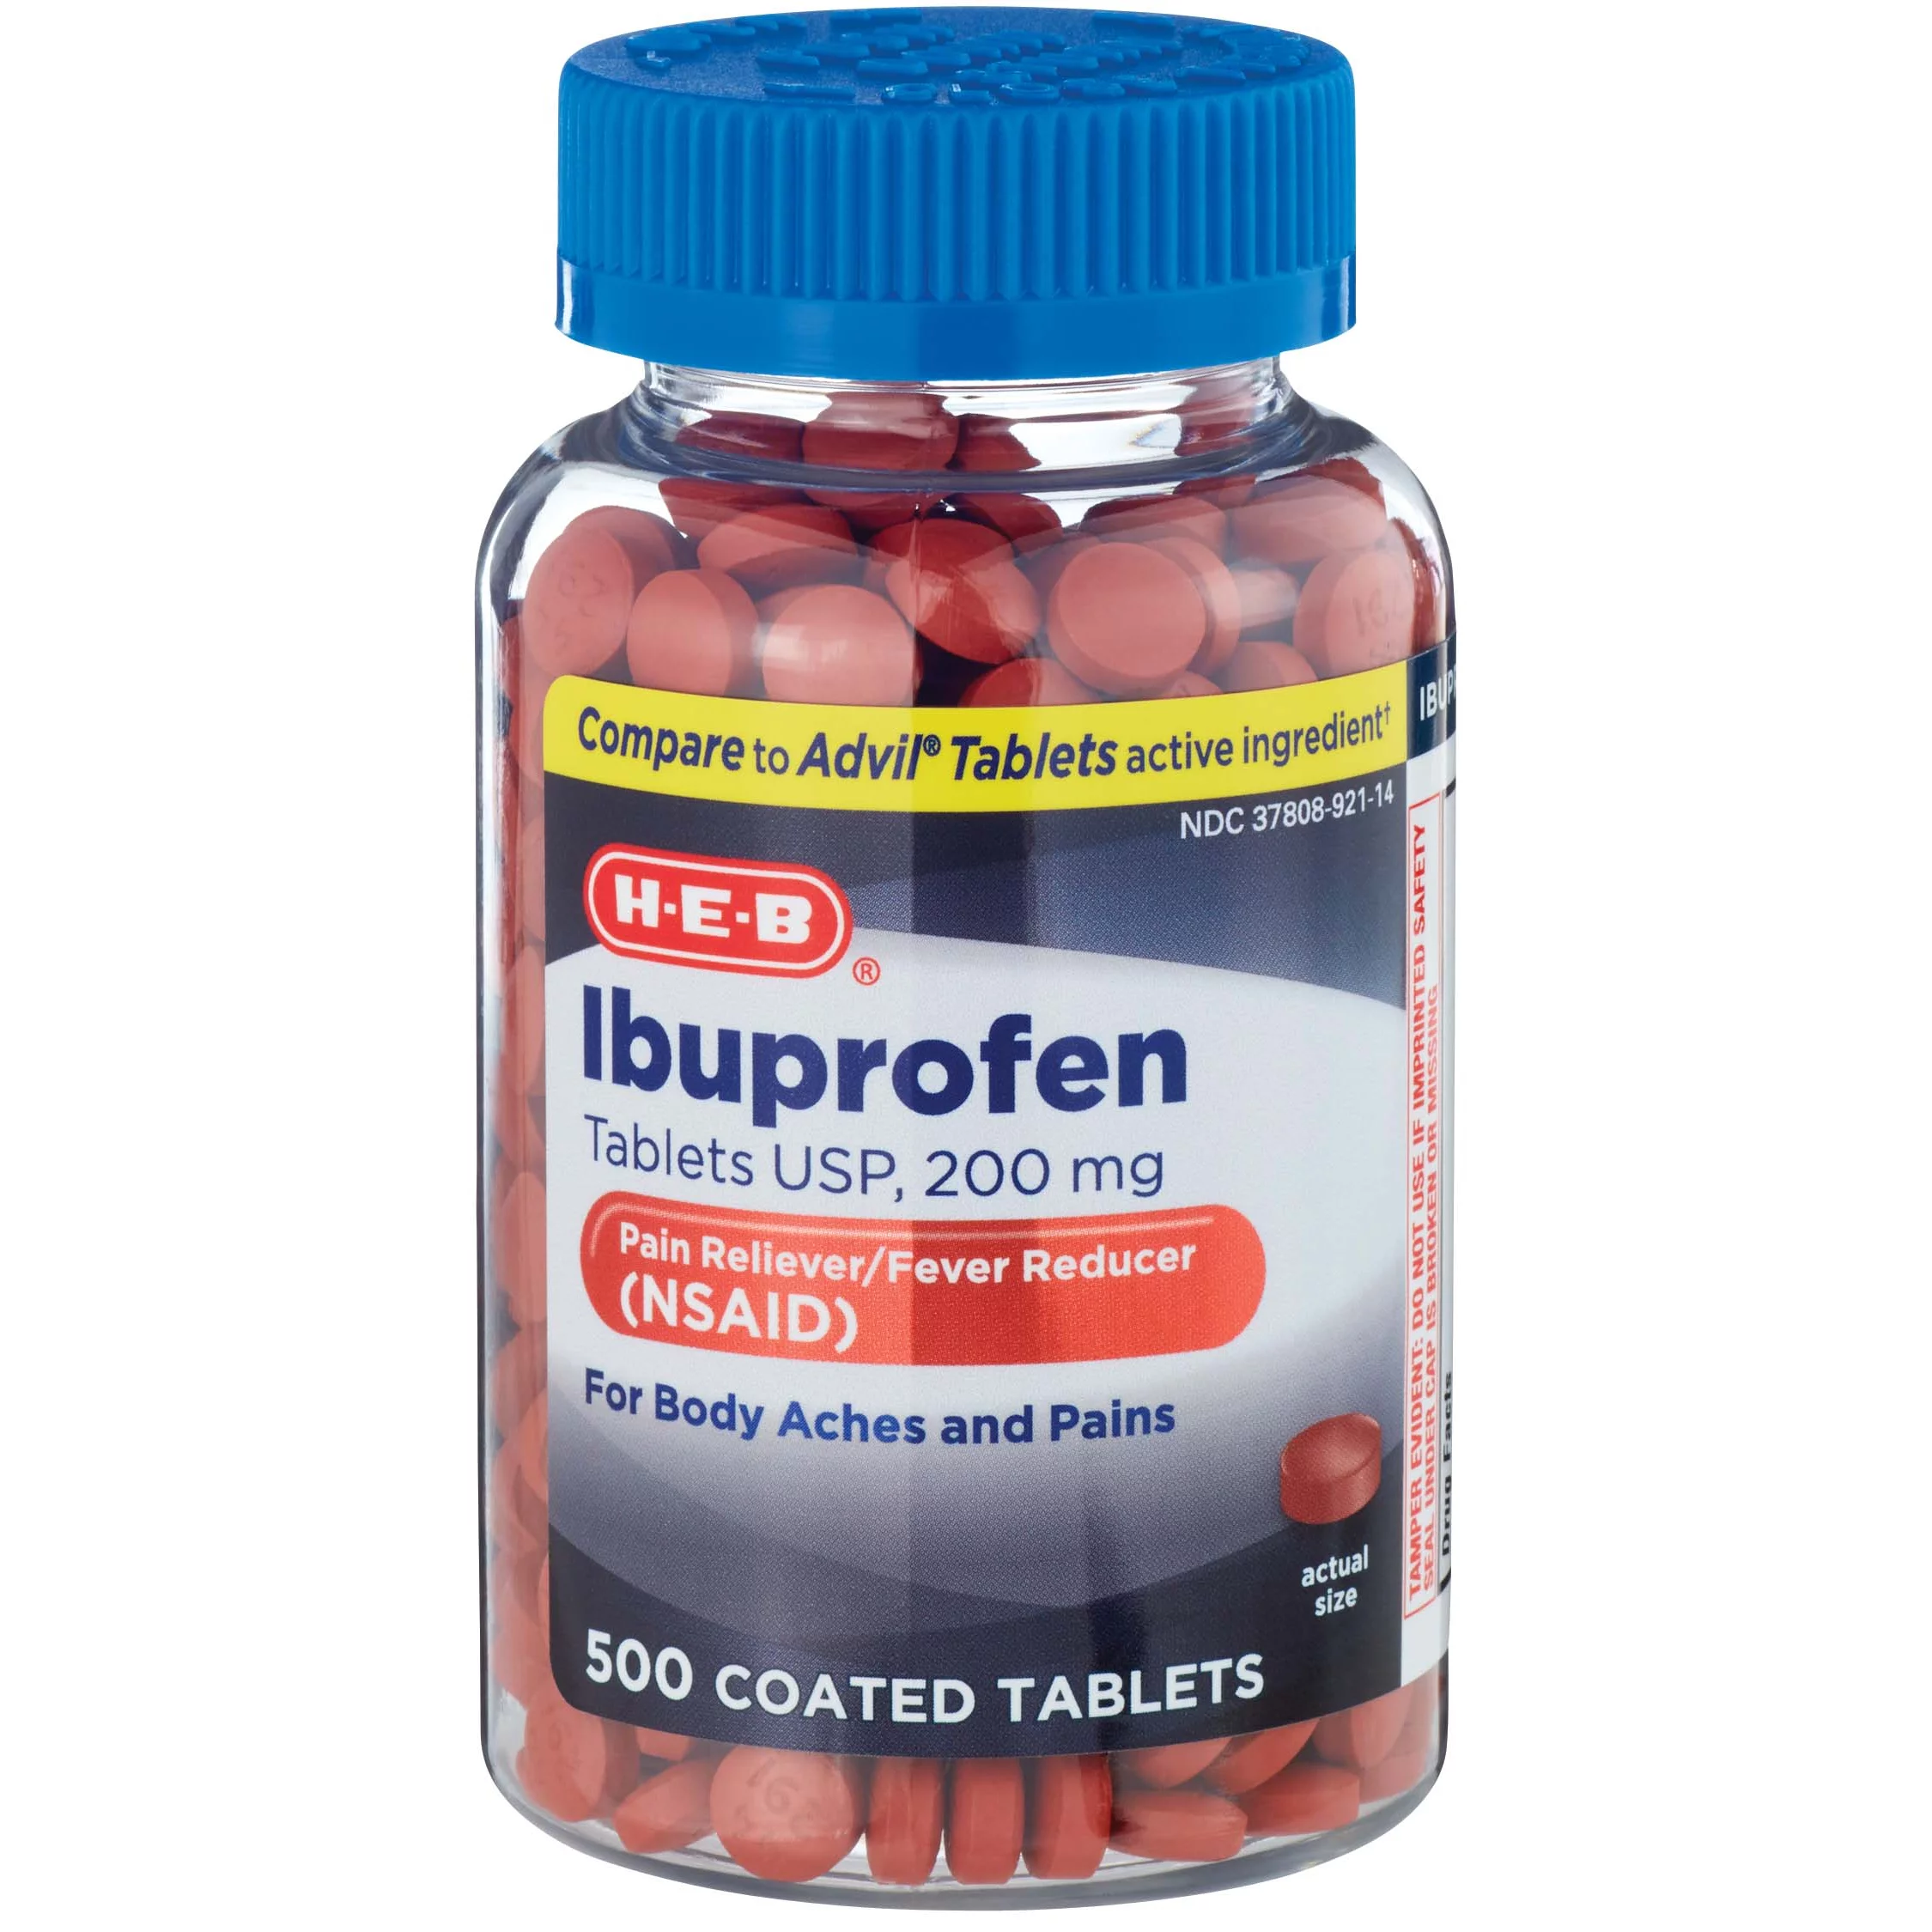 Compare to Advil® Tablets active ingredient†
NDC 37808-921-14
H-E-B
®
Ibuprofen
Tablets USP, 200 mg
Pain Reliever/Fever Reducer
(NSAID)
For Body Aches and Pains
actual
size
500 COATED TABLETS
TAMPER EVIDENT: DO NOT USE IF IMPRINTED SAFETY
SEAL UNDER CAP IS BROKEN OR MISSING
Drug Facts